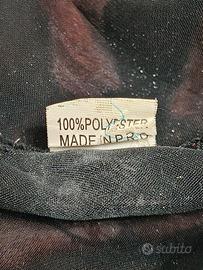 100%POLYESTER
MADE IN P.R.C
subito